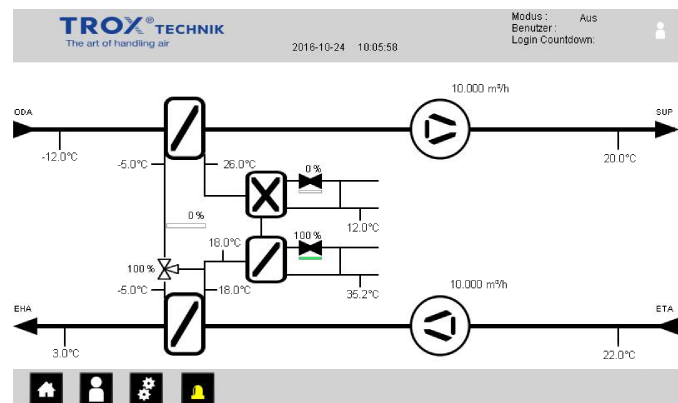 TROX® TECHNIK
The art of handling air
2016-10-24 10:05:58
Modus : Aus
Benutzer :
Login Countdown:
10.000 m³/h
ODA
SUP
-12.0°C
-5.0°C
26.0°C
20.0°C
0 %
0 %
12.0°C
18.0°C
100 %
100 %
-5.0°C
18.0°C
35.2°C
10.000 m³/h
EHA
ETA
3.0°C
22.0°C